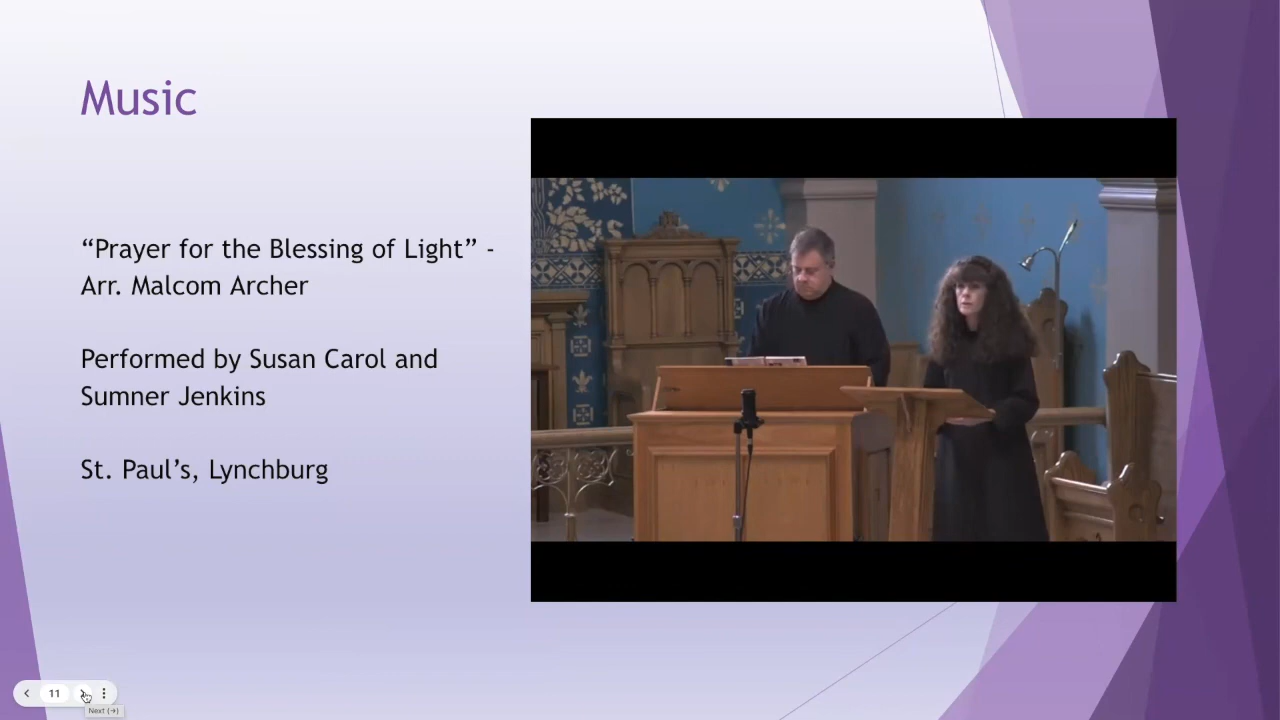 Music
“Prayer for the Blessing of Light” -
Arr. Malcom Archer
Performed by Susan Carol and
Sumner Jenkins
St. Paul’s, Lynchburg
11
Next (→)